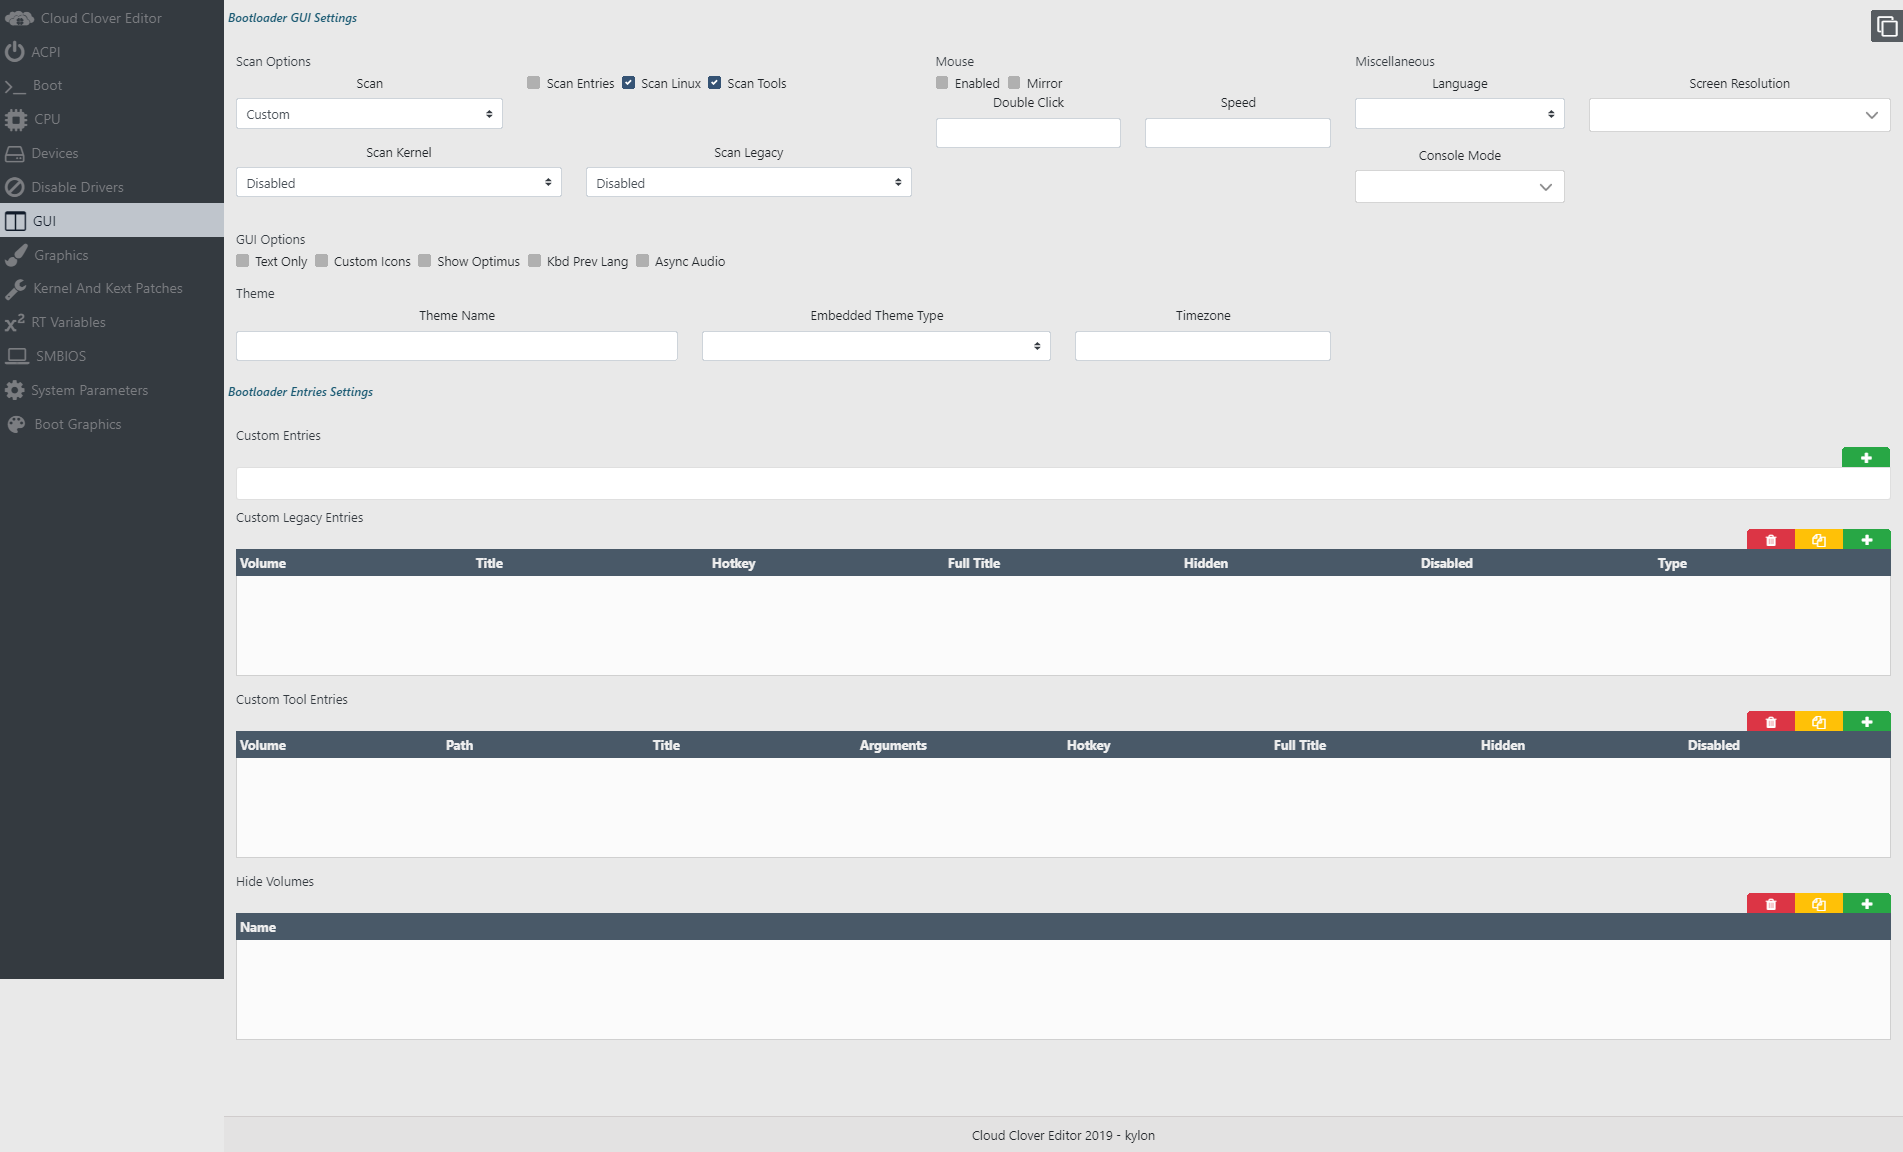 Cloud Clover Editor
ACPI
Boot
CPU
Devices
Disable Drivers
GUI
Graphics
Kernel And Kext Patches
RT Variables
SMBIOS
System Parameters
Boot Graphics
Bootloader GUI Settings
Scan Options
Scan
Scan Entries Scan Linux Scan Tools
Custom
Scan Kernel Scan Legacy
Disabled Disabled
Mouse
Enabled Mirror
Double Click Speed
Miscellaneous
Language Screen Resolution
Console Mode
GUI Options
Text Only Custom Icons Show Optimus Kbd Prev Lang Async Audio
Theme
Theme Name Embedded Theme Type Timezone
Bootloader Entries Settings
Custom Entries
Custom Legacy Entries
Volume Title Hotkey Full Title Hidden Disabled Type
Custom Tool Entries
Volume Path Title Arguments Hotkey Full Title Hidden Disabled
Hide Volumes
Name
Cloud Clover Editor 2019 - kylon